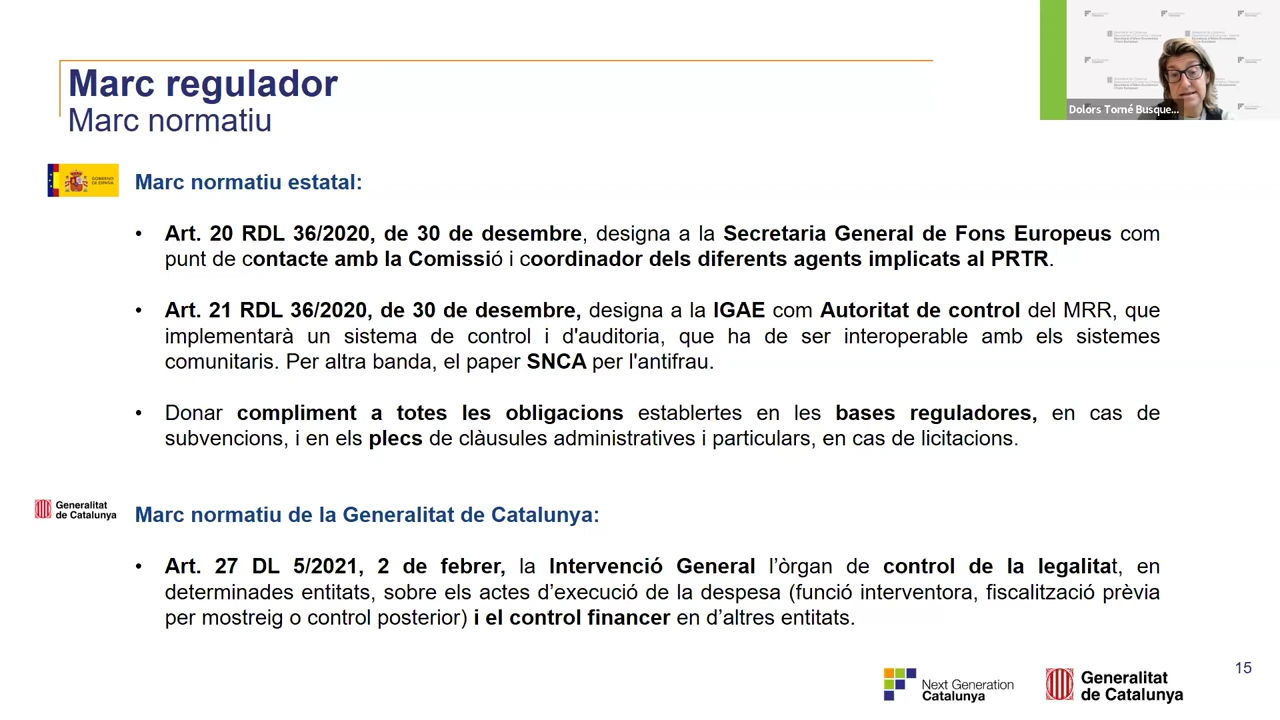 Marc regulador
Marc normatiu
Dolors Torné Busque...
GOBIERNO
DE ESPAÑA
Marc normatiu estatal:
• Art. 20 RDL 36/2020, de 30 de desembre, designa a la Secretaria General de Fons Europeus com
punt de contacte amb la Comissió i coordinador dels diferents agents implicats al PRTR.
• Art. 21 RDL 36/2020, de 30 de desembre, designa a la IGAE com Autoritat de control del MRR, que
implementarà un sistema de control i d'auditoria, que ha de ser interoperable amb els sistemes
comunitaris. Per altra banda, el paper SNCA per l'antifrau.
• Donar compliment a totes les obligacions establertes en les bases reguladores, en cas de
subvencions, i en els plecs de clàusules administratives i particulars, en cas de licitacions.
Generalitat
de Catalunya
Marc normatiu de la Generalitat de Catalunya:
• Art. 27 DL 5/2021, 2 de febrer, la Intervenció General l’òrgan de control de la legalitat, en
determinades entitats, sobre els actes d’execució de la despesa (funció interventora, fiscalització prèvia
per mostreig o control posterior) i el control financer en d’altres entitats.
15
Next Generation
Catalunya
Generalitat
de Catalunya